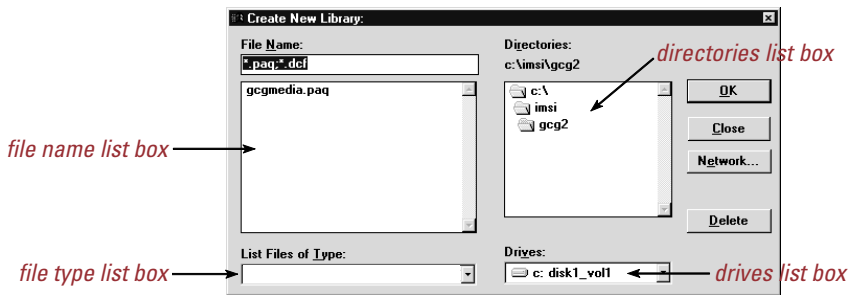 Create New Library:
File Name:
*.paq;*.dcf
gcgmedia.paq
List Files of Type:
Directories:
c:\imsi\gcg2
c:\
imsi
gcg2
Drives:
c: disk1_vol1
OK
Close
Network...
Delete
directories list box
file name list box
file type list box
drives list box